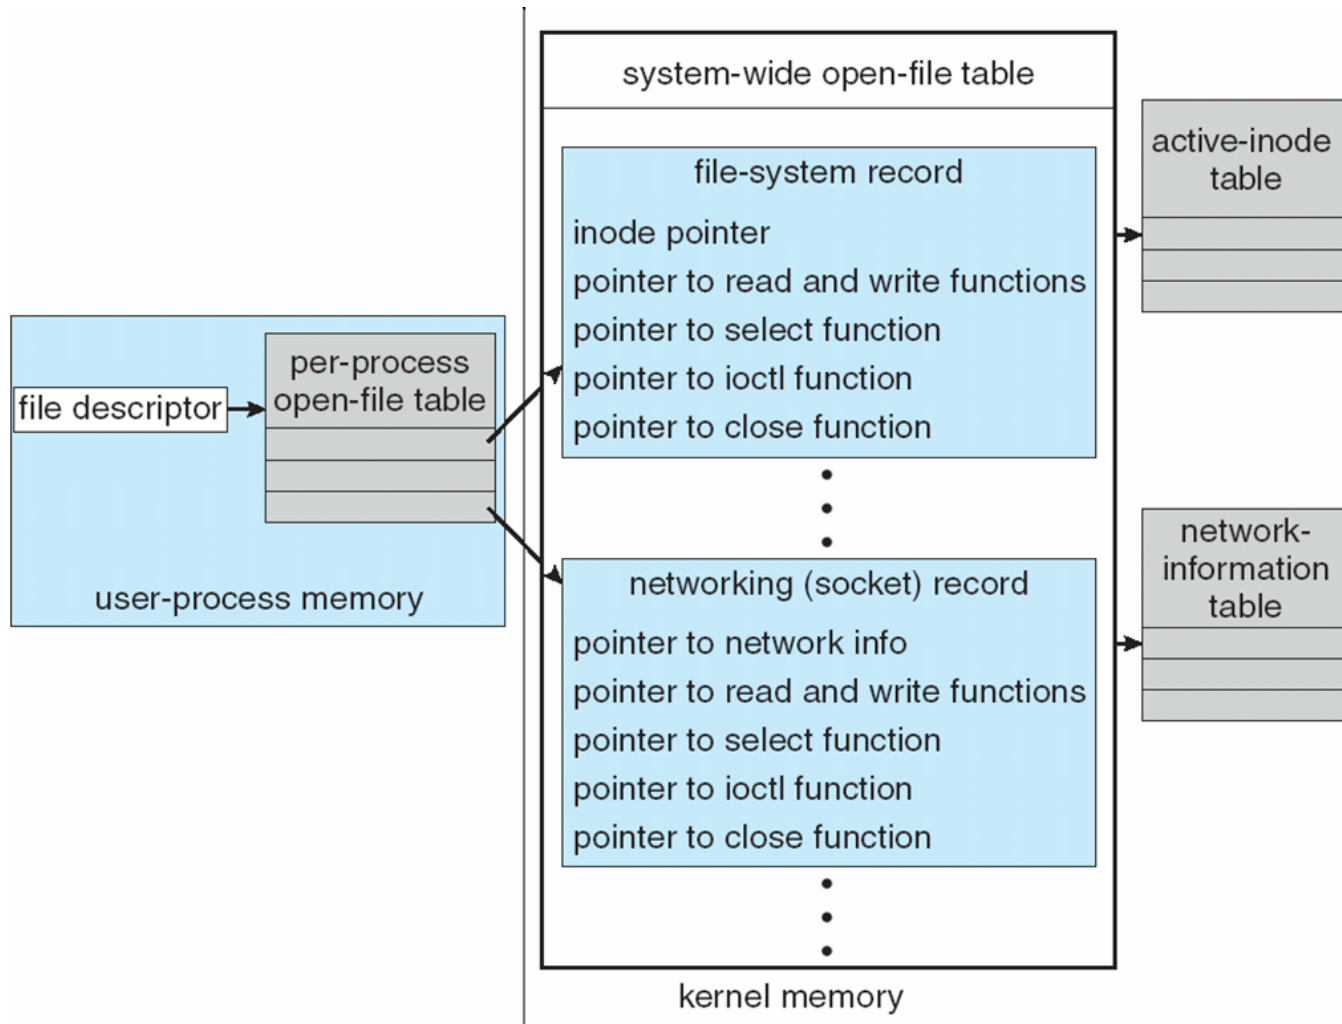 file descriptor
per-process
open-file table
user-process memory
system-wide open-file table
file-system record
inode pointer
pointer to read and write functions
pointer to select function
pointer to ioctl function
pointer to close function
networking (socket) record
pointer to network info
pointer to read and write functions
pointer to select function
pointer to ioctl function
pointer to close function
kernel memory
active-inode
table
network-
information
table